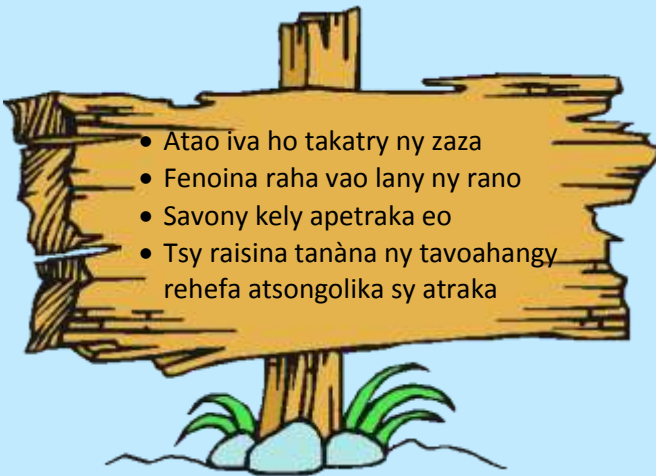 • Atao iva ho takatry ny zaza
• Fenoina raha vao lany ny rano
• Savony kely apetraka eo
• Tsy raisina tanàna ny tavoahangy
rehefa atsongolika sy atraka